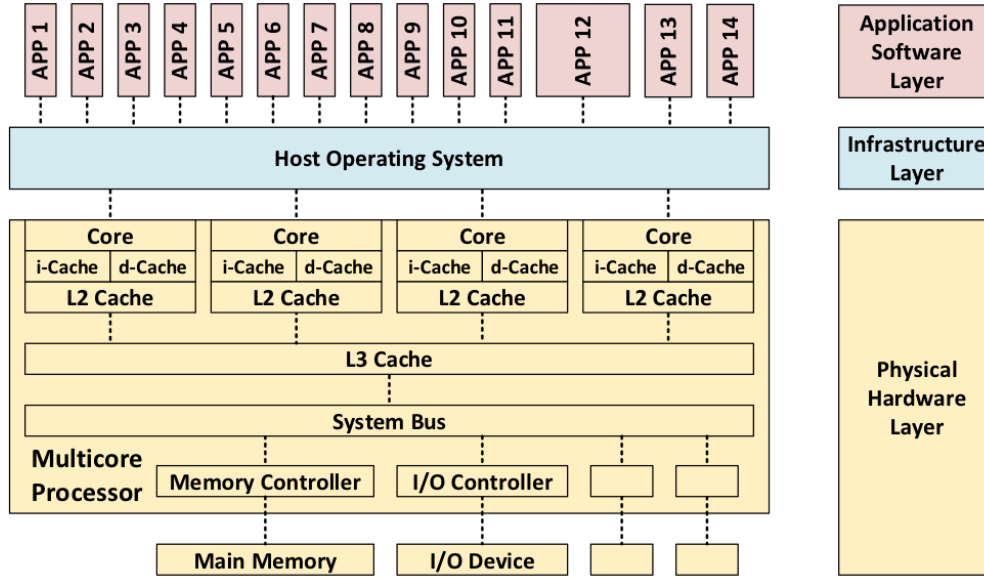 APP 1
APP 2
APP 3
APP 4
APP 5
APP 6
APP 7
APP 8
APP 9
APP 10
APP 11
APP 12
APP 13
APP 14
Application
Software
Layer
Host Operating System
Infrastructure
Layer
Core
Core
Core
Core
i-Cache d-Cache
i-Cache d-Cache
i-Cache d-Cache
i-Cache d-Cache
L2 Cache
L2 Cache
L2 Cache
L2 Cache
L3 Cache
System Bus
Multicore
Processor
Memory Controller
I/O Controller
Main Memory
I/O Device
Physical
Hardware
Layer